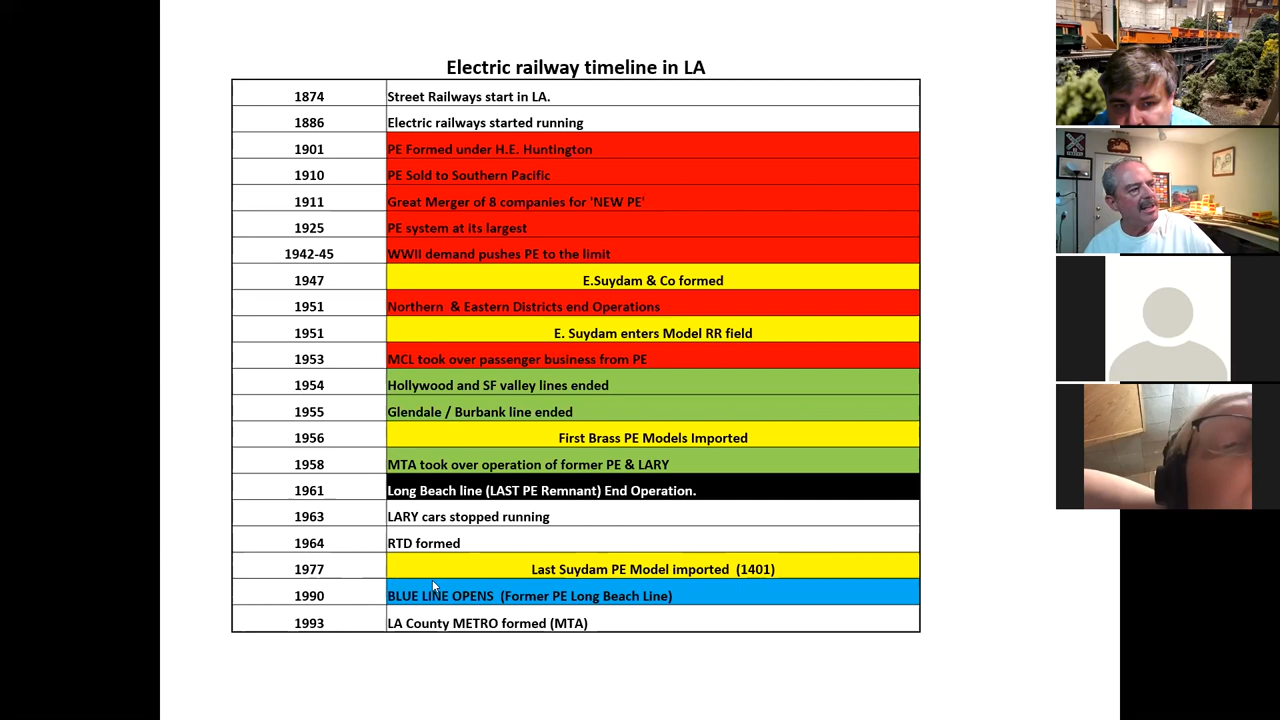 Electric railway timeline in LA
1874 Street Railways start in LA.
1886 Electric railways started running
1901 PE Formed under H.E. Huntington
1910 PE Sold to Southern Pacific
1911 Great Merger of 8 companies for 'NEW PE'
1925 PE system at its largest
1942-45 WWII demand pushes PE to the limit
1947 E.Suydam & Co formed
1951 Northern & Eastern Districts end Operations
1951 E. Suydam enters Model RR field
1953 MCL took over passenger business from PE
1954 Hollywood and SF valley lines ended
1955 Glendale / Burbank line ended
1956 First Brass PE Models Imported
1958 MTA took over operation of former PE & LARY
1961 Long Beach line (LAST PE Remnant) End Operation.
1963 LARY cars stopped running
1964 RTD formed
1977 Last Suydam PE Model imported (1401)
1990 BLUE LINE OPENS (Former PE Long Beach Line)
1993 LA County METRO formed (MTA)